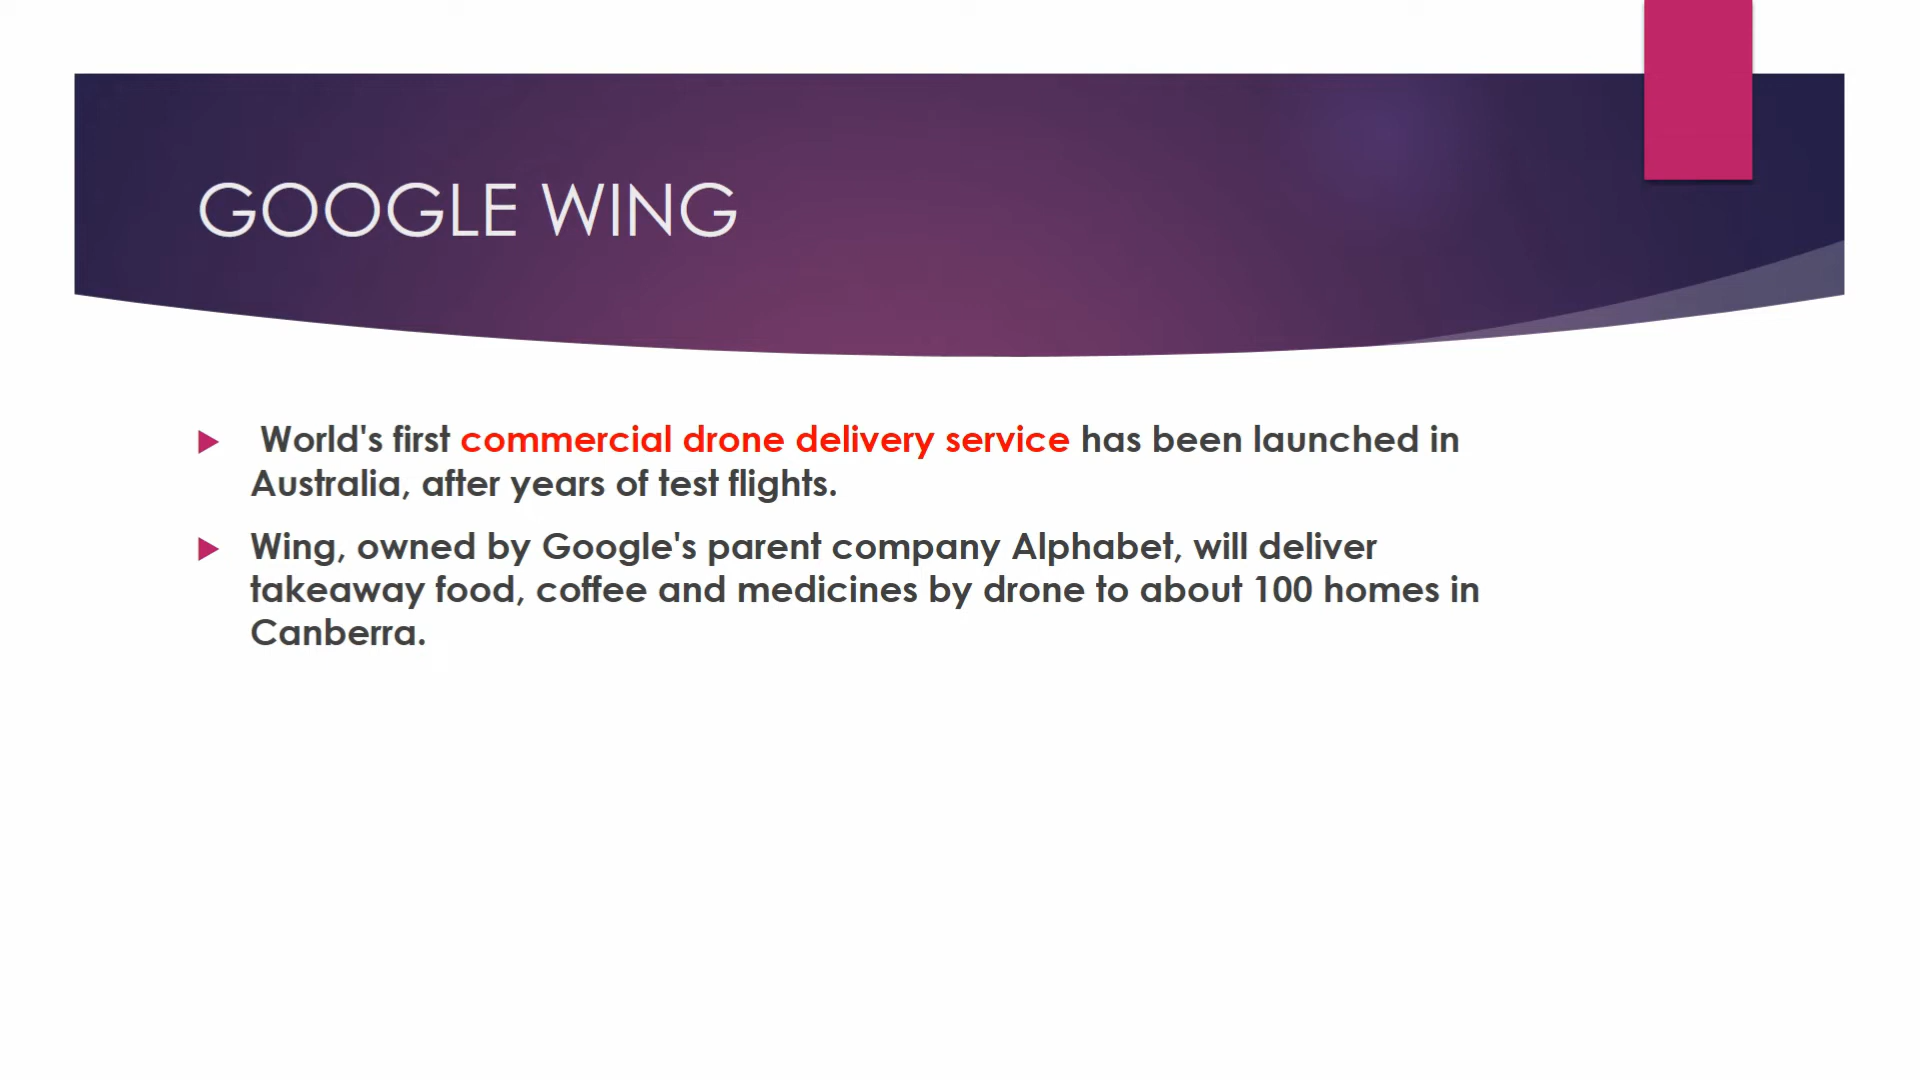 GOOGLE WING
World's first commercial drone delivery service has been launched in
Australia, after years of test flights.
Wing, owned by Google's parent company Alphabet, will deliver
takeaway food, coffee and medicines by drone to about 100 homes in
Canberra.